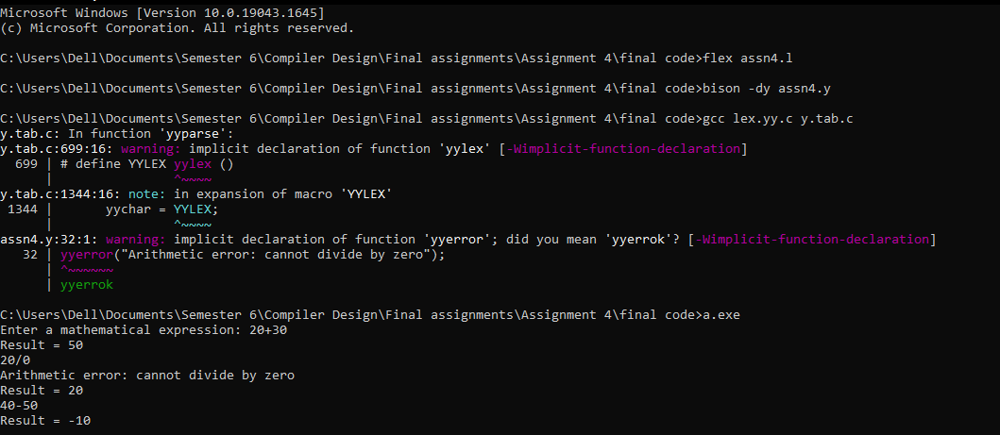 Microsoft Windows [Version 10.0.19043.1645]
(c) Microsoft Corporation. All rights reserved.
C:\Users\Dell\Documents\Semester 6\Compiler Design\Final assignments\Assignment 4\final code>flex assn4.l
C:\Users\Dell\Documents\Semester 6\Compiler Design\Final assignments\Assignment 4\final code>bison -dy assn4.y
C:\Users\Dell\Documents\Semester 6\Compiler Design\Final assignments\Assignment 4\final code>gcc lex.yy.c y.tab.c
y.tab.c: In function 'yyparse':
y.tab.c:699:16: warning: implicit declaration of function 'yylex' [-Wimplicit-function-declaration]
  699 | # define YYLEX yylex ()
      |                ^~~~~
y.tab.c:1344:16: note: in expansion of macro 'YYLEX'
 1344 |       yychar = YYLEX;
      |                ^~~~~
assn4.y:32:1: warning: implicit declaration of function 'yyerror'; did you mean 'yyerrok'? [-Wimplicit-function-declaration]
   32 | yyerror("Arithmetic error: cannot divide by zero");
      | ^~~~~~~
      | yyerrok
C:\Users\Dell\Documents\Semester 6\Compiler Design\Final assignments\Assignment 4\final code>a.exe
Enter a mathematical expression: 20+30
Result = 50
20/0
Arithmetic error: cannot divide by zero
Result = 20
40-50
Result = -10